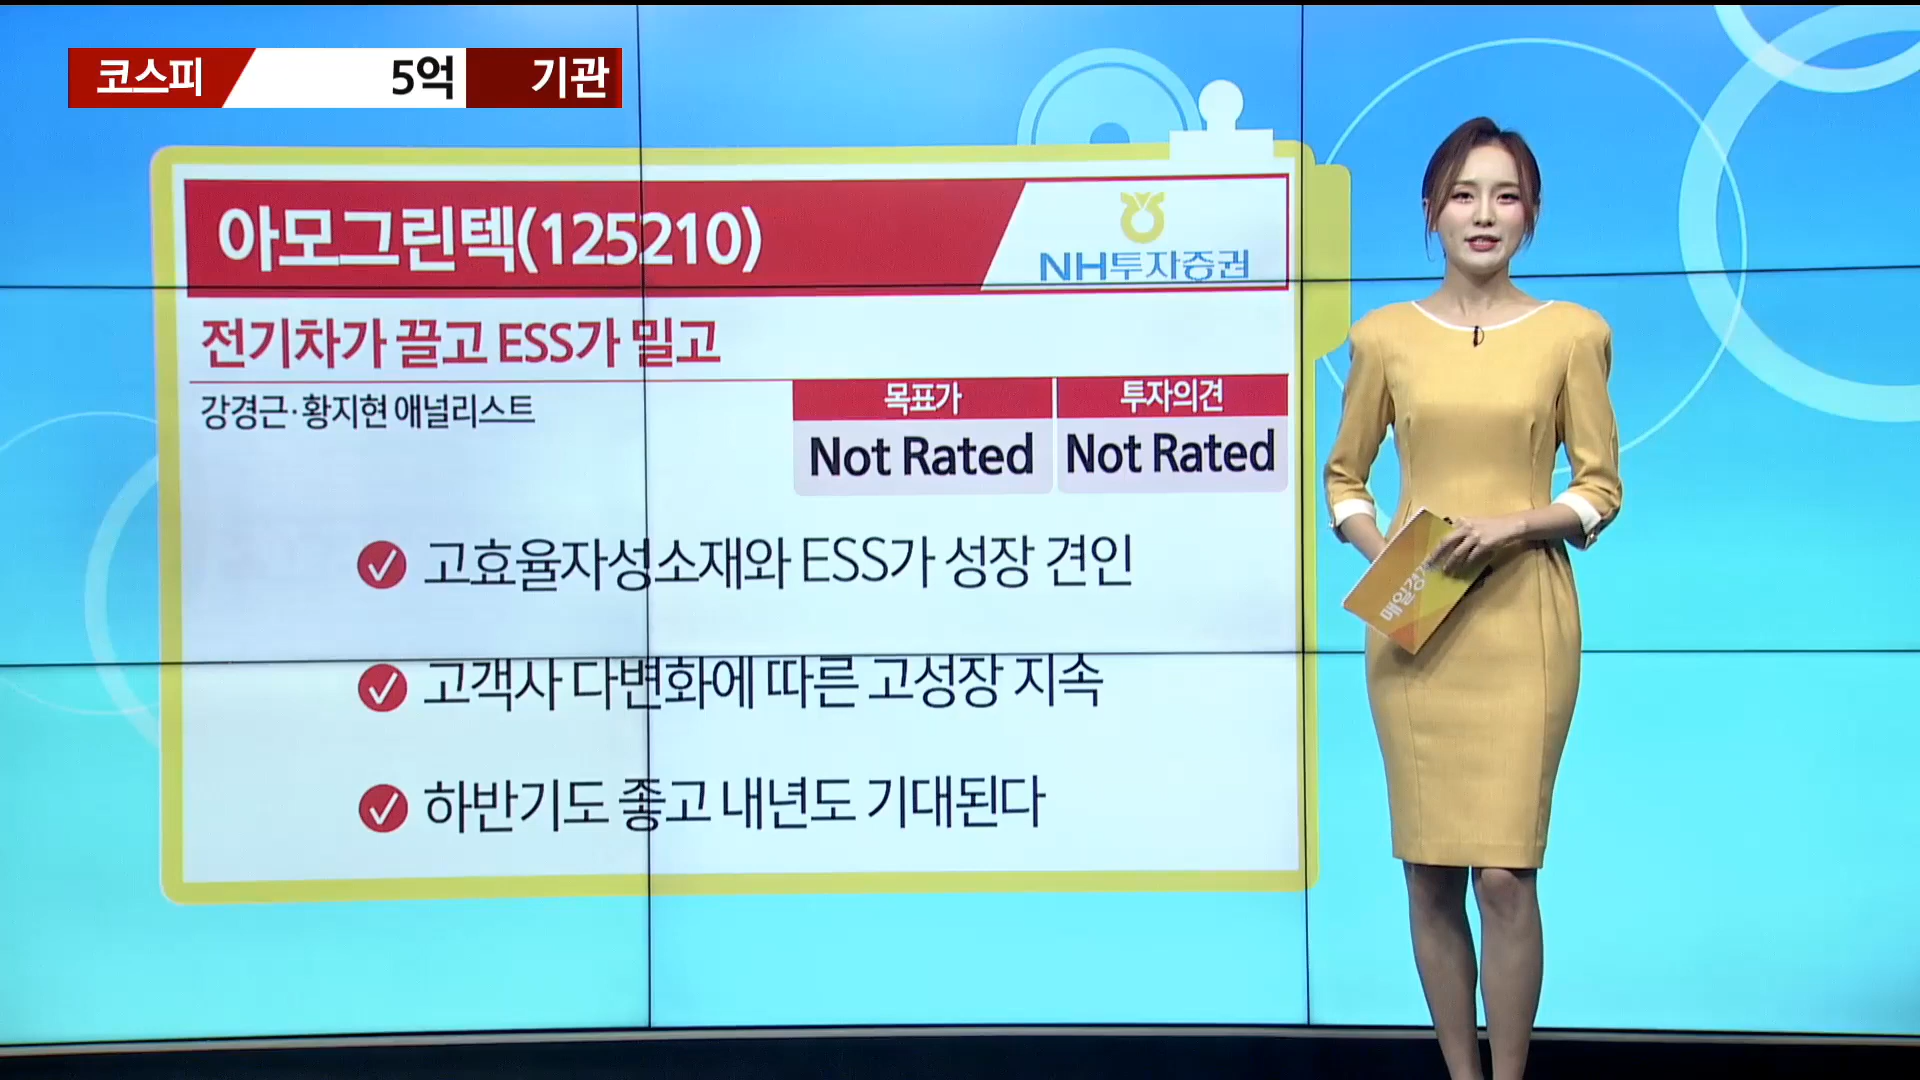 코스피 5억 기관
아모그린텍(125210)
NH투자증권
전기차가 끌고 ESS가 밀고
강경근·황지현 애널리스트
목표가 투자의견
Not Rated Not Rated
고효율자성소재와 ESS가 성장 견인
고객사 다변화에 따른 고성장 지속
하반기도 좋고 내년도 기대된다
매일경제